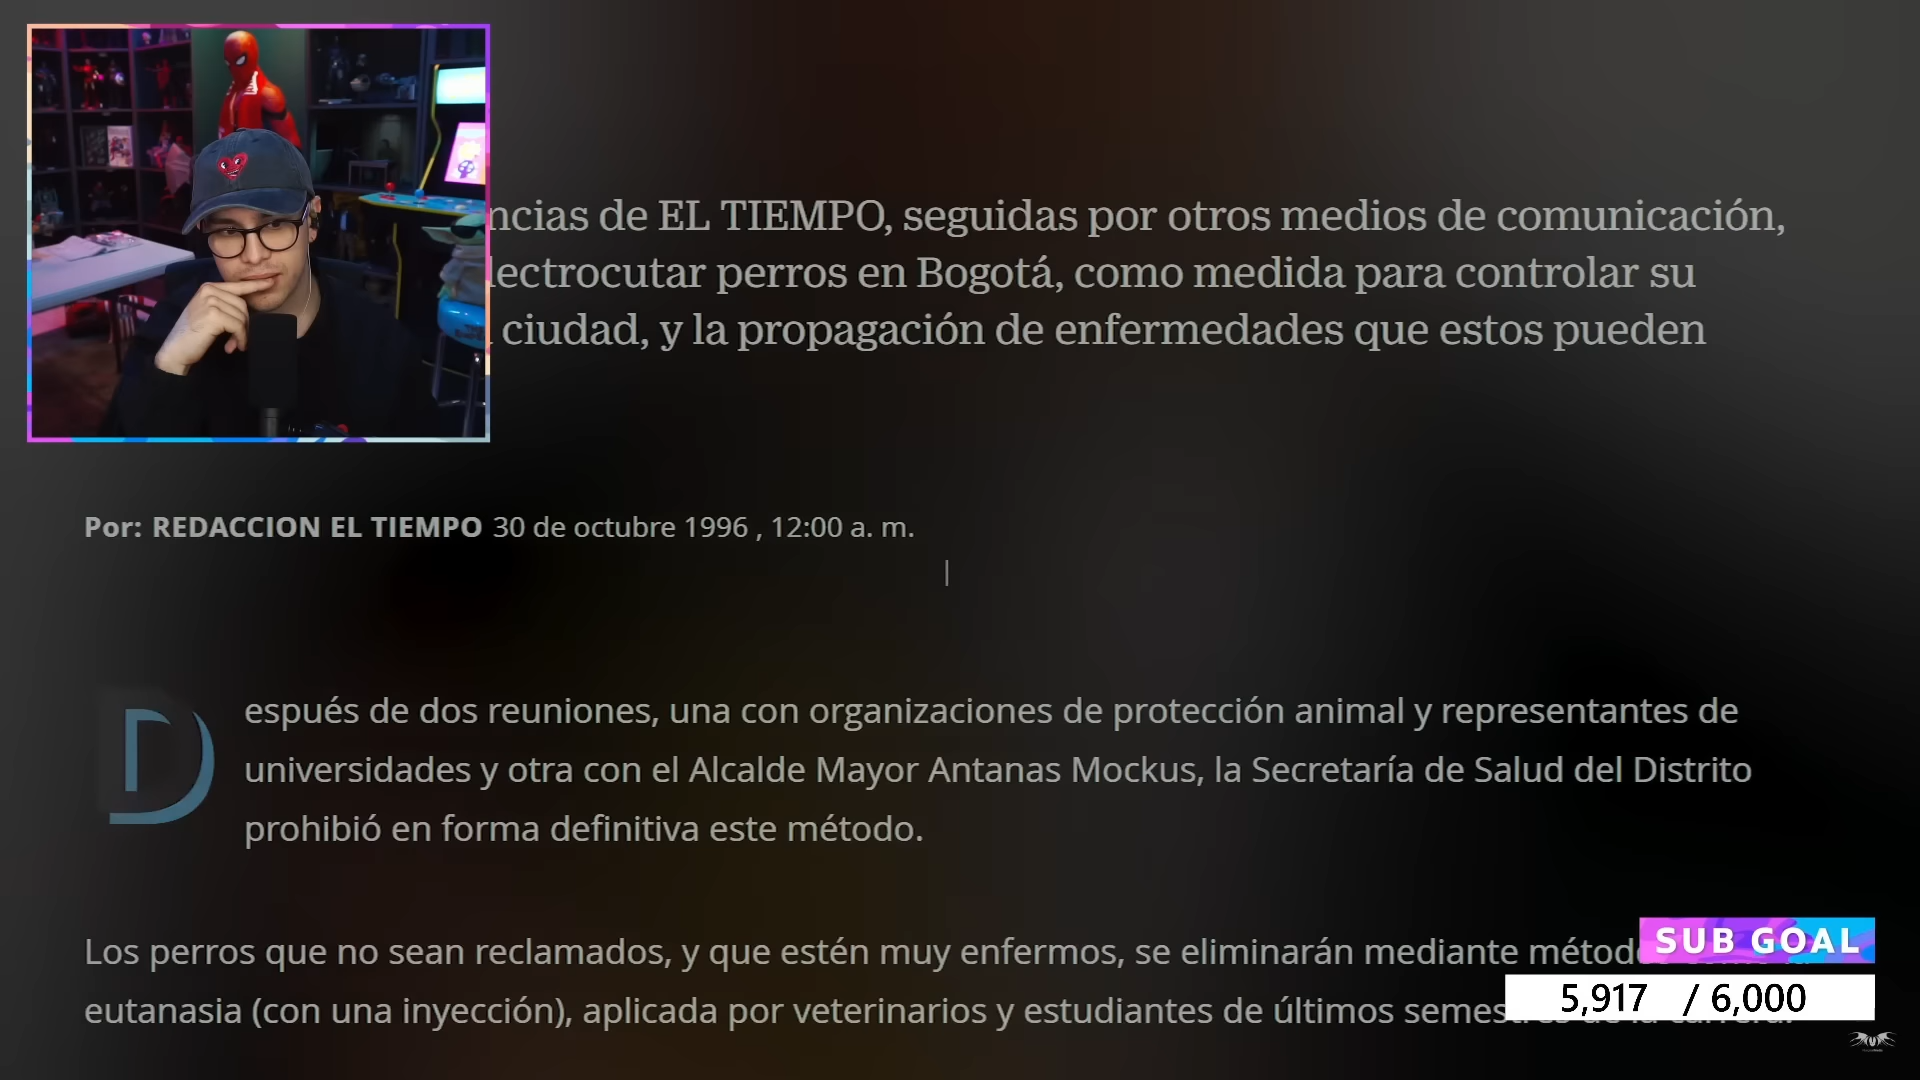 ncias de EL TIEMPO, seguidas por otros medios de comunicación,
lectrocutar perros en Bogotá, como medida para controlar su
ciudad, y la propagación de enfermedades que estos pueden
Por: REDACCION EL TIEMPO 30 de octubre 1996 , 12:00 a. m.
|
Después de dos reuniones, una con organizaciones de protección animal y representantes de
universidades y otra con el Alcalde Mayor Antanas Mockus, la Secretaría de Salud del Distrito
prohibió en forma definitiva este método.
Los perros que no sean reclamados, y que estén muy enfermos, se eliminarán mediante métod
eutanasia (con una inyección), aplicada por veterinarios y estudiantes de últimos semes
SUB GOAL
5,917 / 6,000